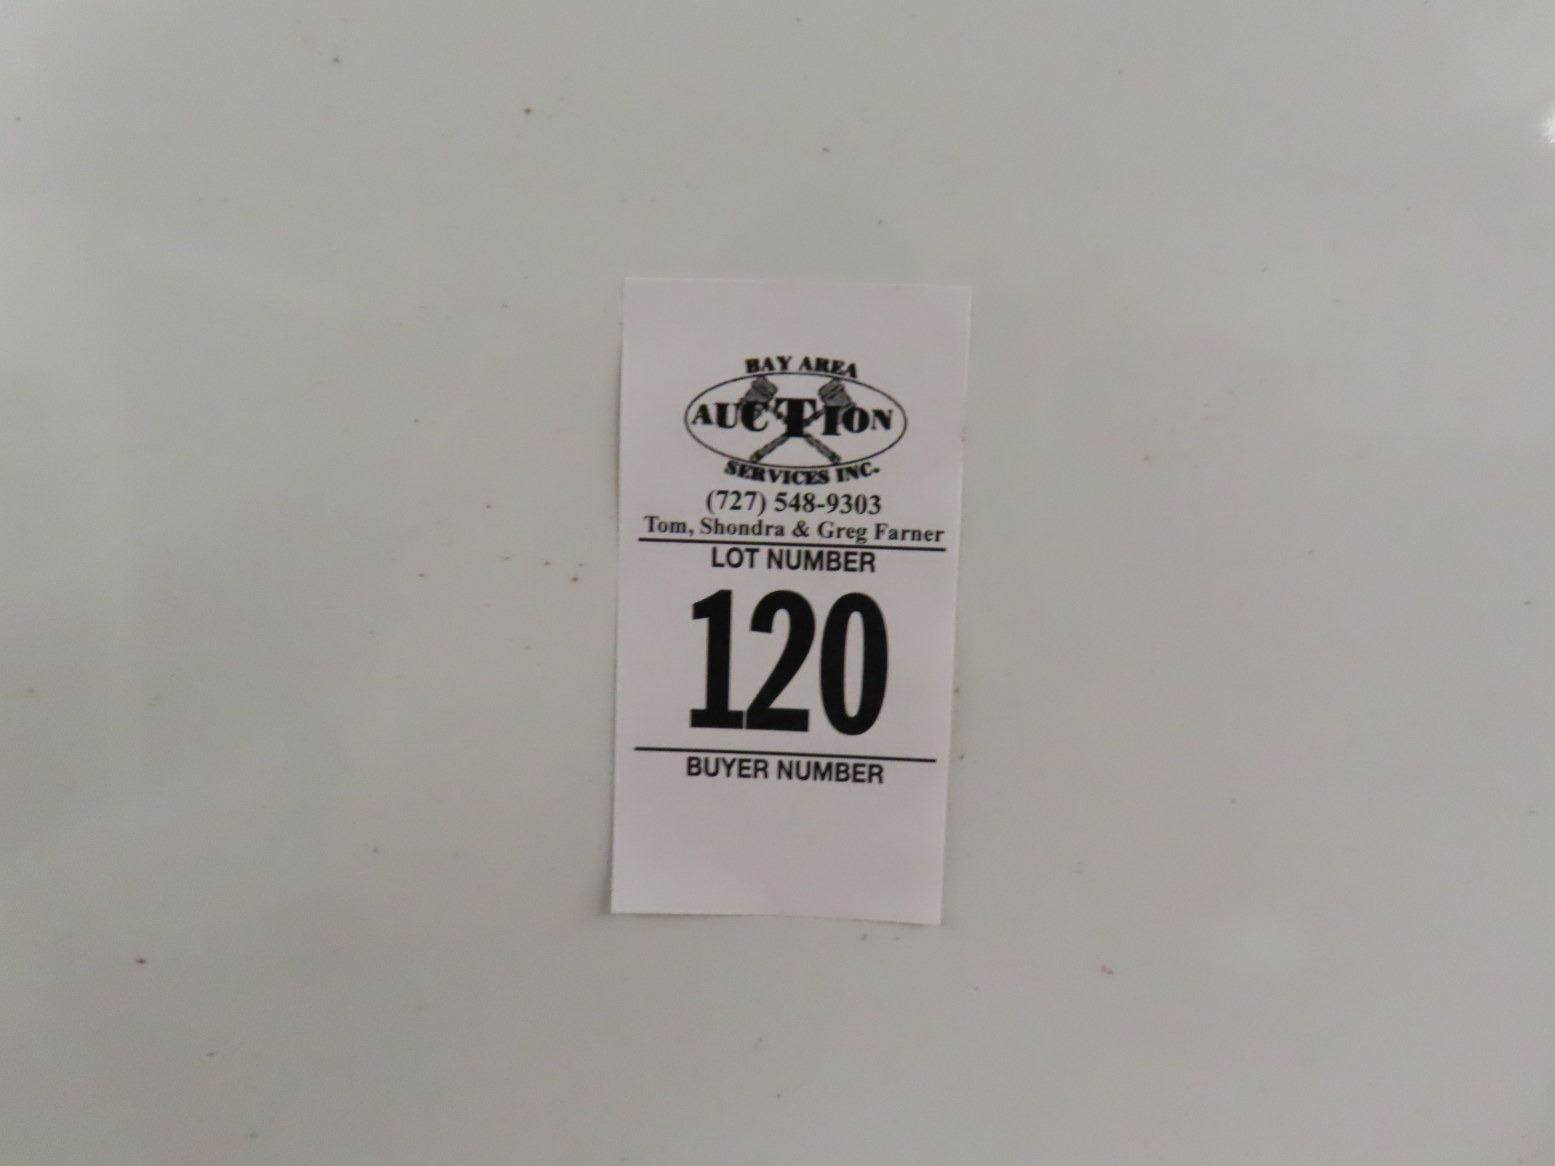 BAY AREA
AUCTION
SERVICES INC.
(727) 548-9303
Tom, Shondra & Greg Farner
LOT NUMBER
120
BUYER NUMBER